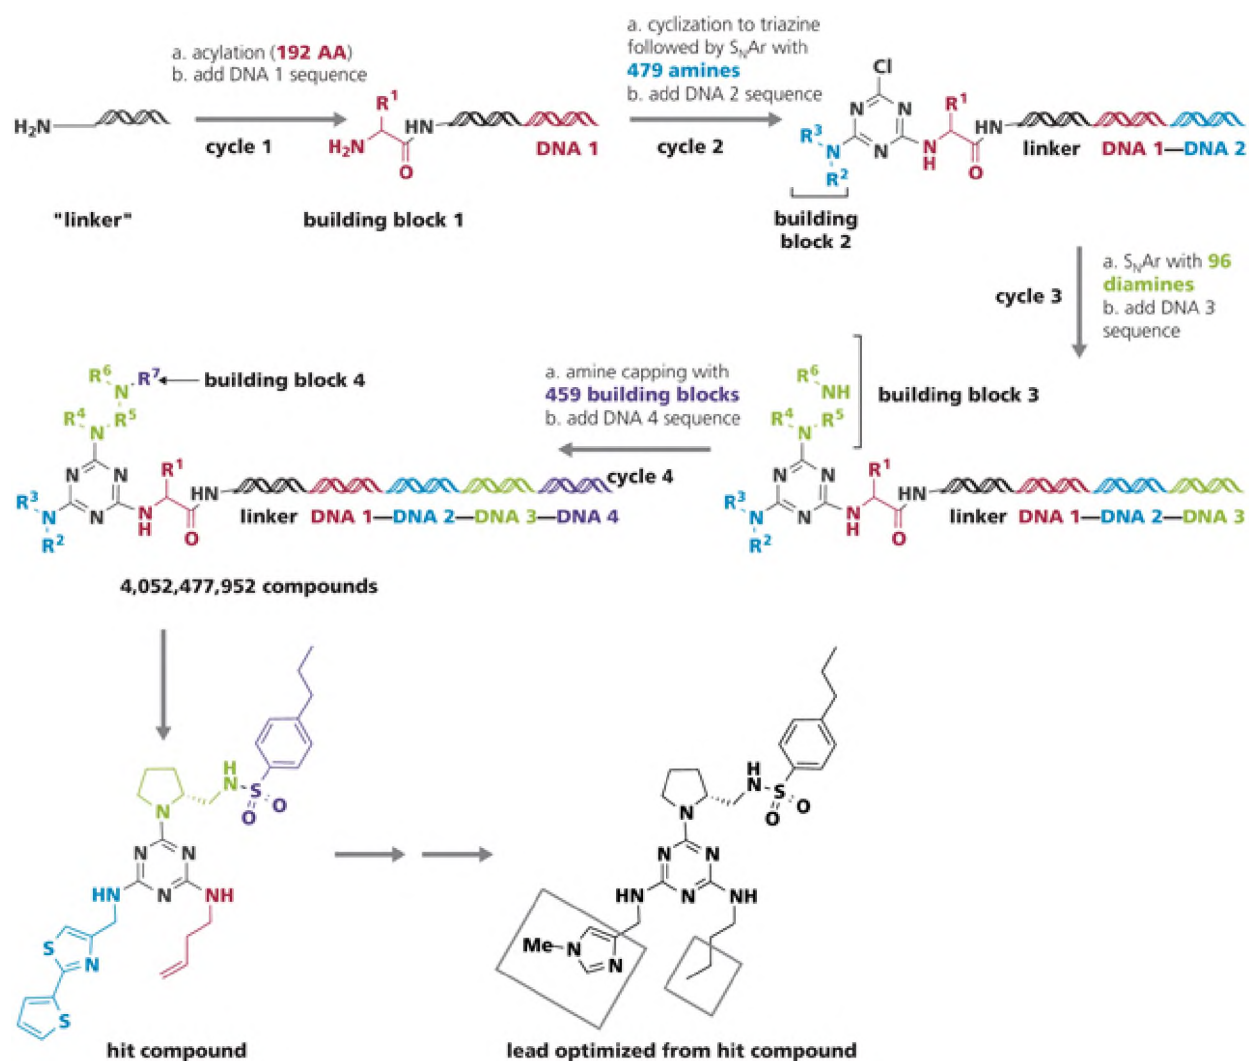 a. acylation (192 AA)
b. add DNA 1 sequence
H₂N
cycle 1
R¹
H₂N
HN
O
DNA 1
"linker"
building block 1
a. cyclization to triazine
followed by SₙAr with
479 amines
b. add DNA 2 sequence
cycle 2
Cl
N
N
N
R³
N
R²
N
H
R¹
HN
O
linker
DNA 1—DNA 2
building
block 2
cycle 3
a. SₙAr with 96
diamines
b. add DNA 3
sequence
R⁶
NH
R⁴
R⁵
N
building block 3
N
N
N
R³
N
R²
N
H
R¹
HN
O
linker
DNA 1—DNA 2—DNA 3
a. amine capping with
459 building blocks
b. add DNA 4 sequence
cycle 4
R⁶
N
R⁷
building block 4
R⁴
R⁵
N
N
N
N
R³
N
R²
N
H
R¹
HN
O
linker
DNA 1—DNA 2—DNA 3—DNA 4
4,052,477,952 compounds
H
N
S
O
O
N
N
N
N
HN
NH
S
N
S
hit compound
H
N
S
O
O
N
N
N
N
HN
NH
Me
N
N
lead optimized from hit compound